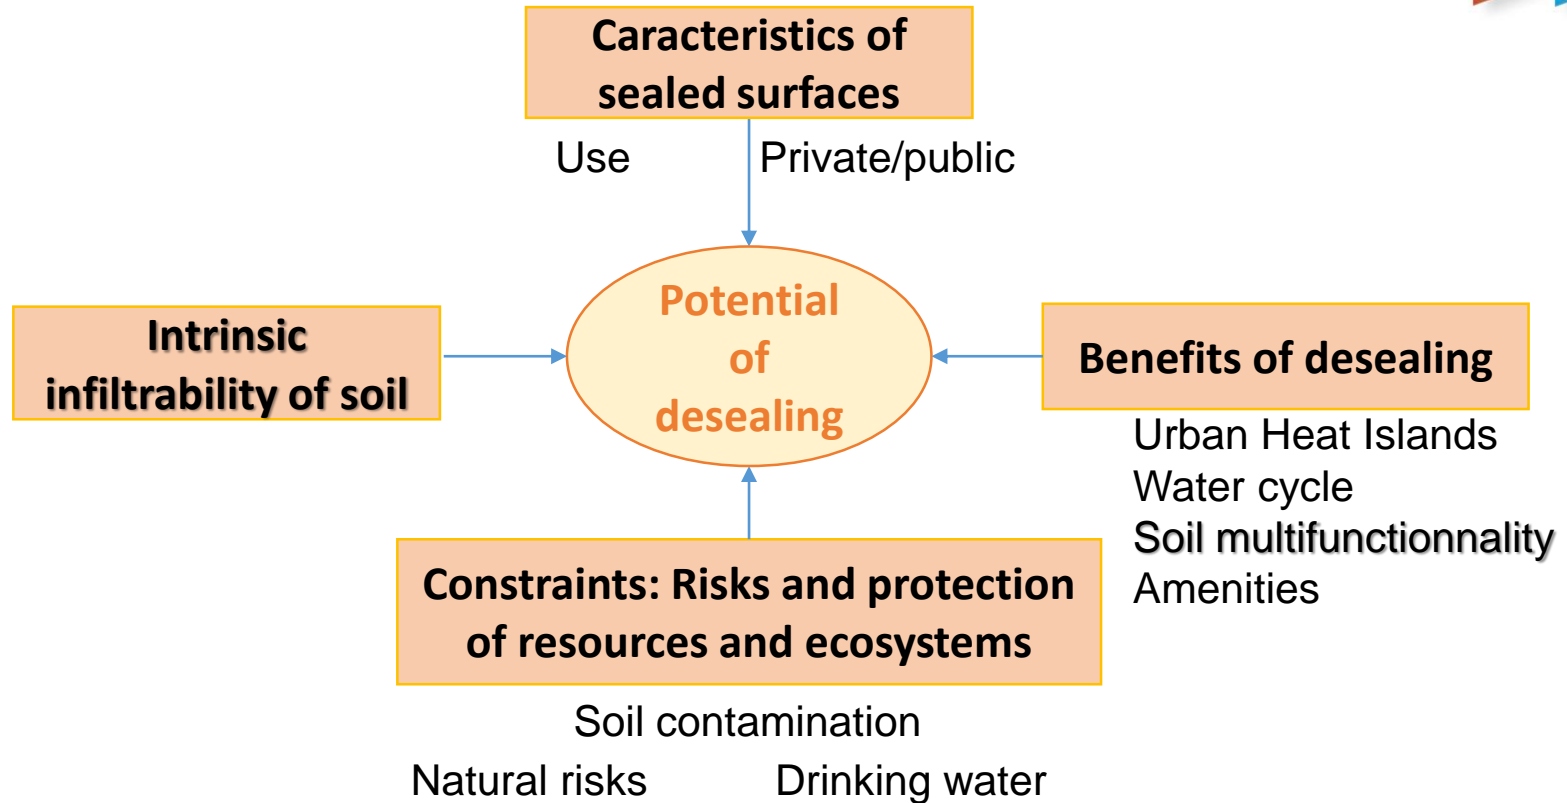 Caracteristics of
sealed surfaces
Use Private/public
Intrinsic
infiltrability of soil
Potential
of
desealing
Benefits of desealing
Urban Heat Islands
Water cycle
Soil multifunctionnality
Amenities
Constraints: Risks and protection
of resources and ecosystems
Soil contamination
Natural risks Drinking water